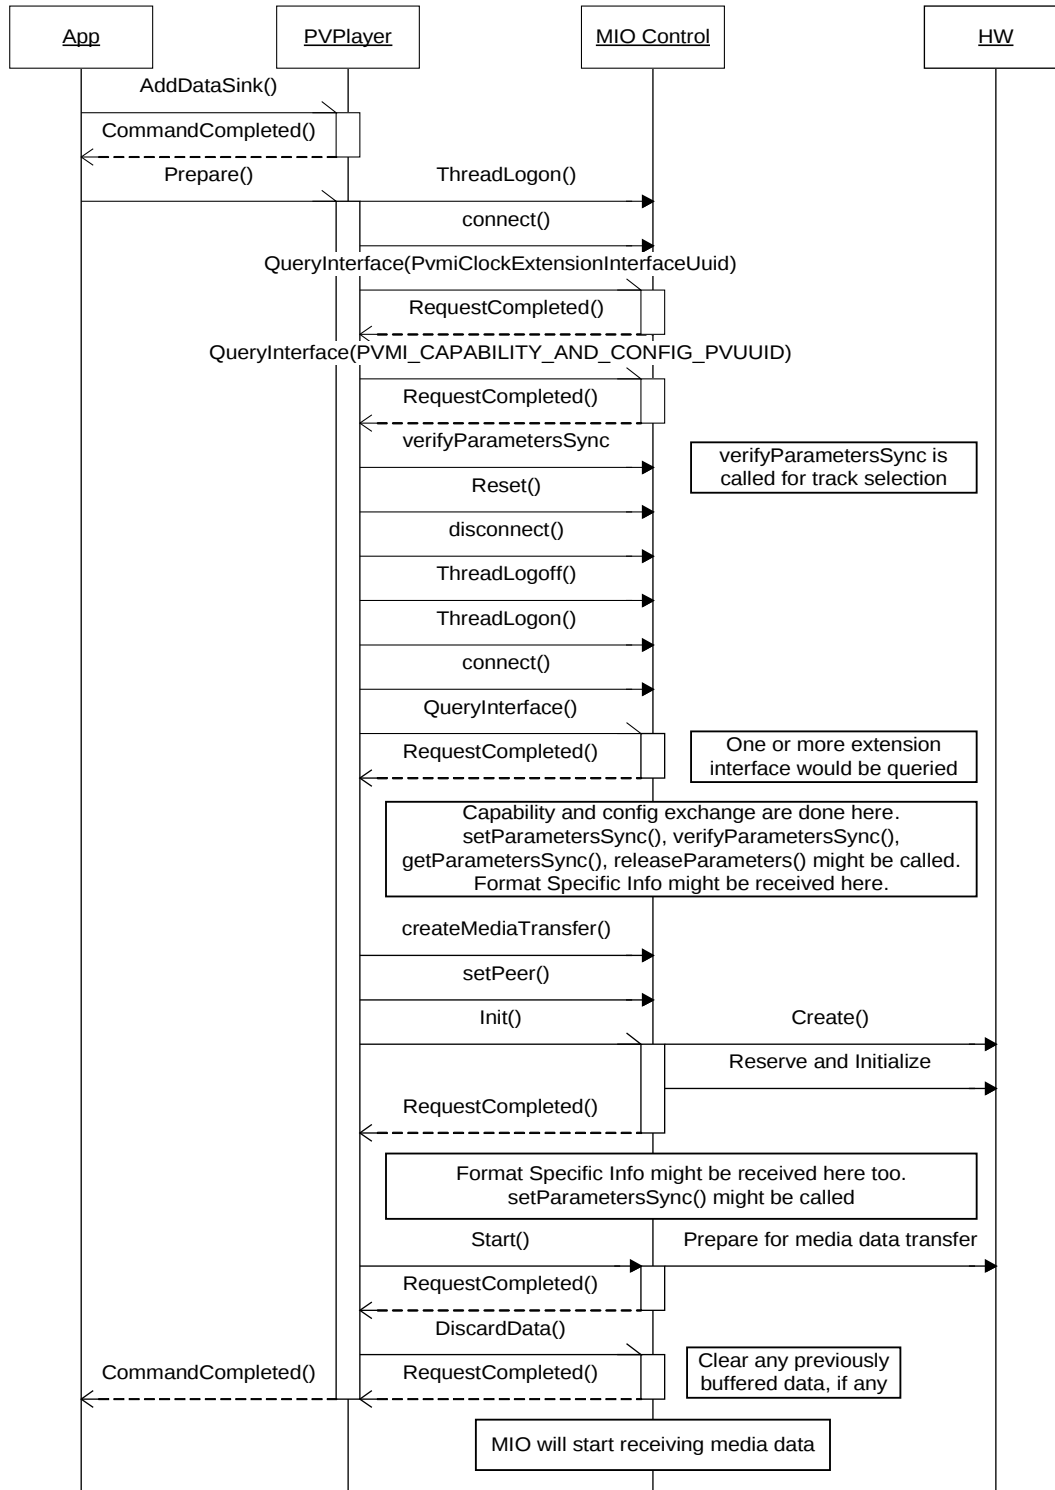 App
PVPlayer
MIO Control
HW
AddDataSink()
CommandCompleted()
Prepare()
ThreadLogon()
connect()
QueryInterface(PvmiClockExtensionInterfaceUuid)
RequestCompleted()
QueryInterface(PVMI_CAPABILITY_AND_CONFIG_PVUUID)
RequestCompleted()
verifyParametersSync
verifyParametersSync is
called for track selection
Reset()
disconnect()
ThreadLogoff()
ThreadLogon()
connect()
QueryInterface()
RequestCompleted()
One or more extension
interface would be queried
Capability and config exchange are done here.
setParametersSync(), verifyParametersSync(),
getParametersSync(), releaseParameters() might be called.
Format Specific Info might be received here.
createMediaTransfer()
setPeer()
Init()
Create()
Reserve and Initialize
RequestCompleted()
Format Specific Info might be received here too.
setParametersSync() might be called
Start()
Prepare for media data transfer
RequestCompleted()
DiscardData()
CommandCompleted()
RequestCompleted()
Clear any previously
buffered data, if any
MIO will start receiving media data